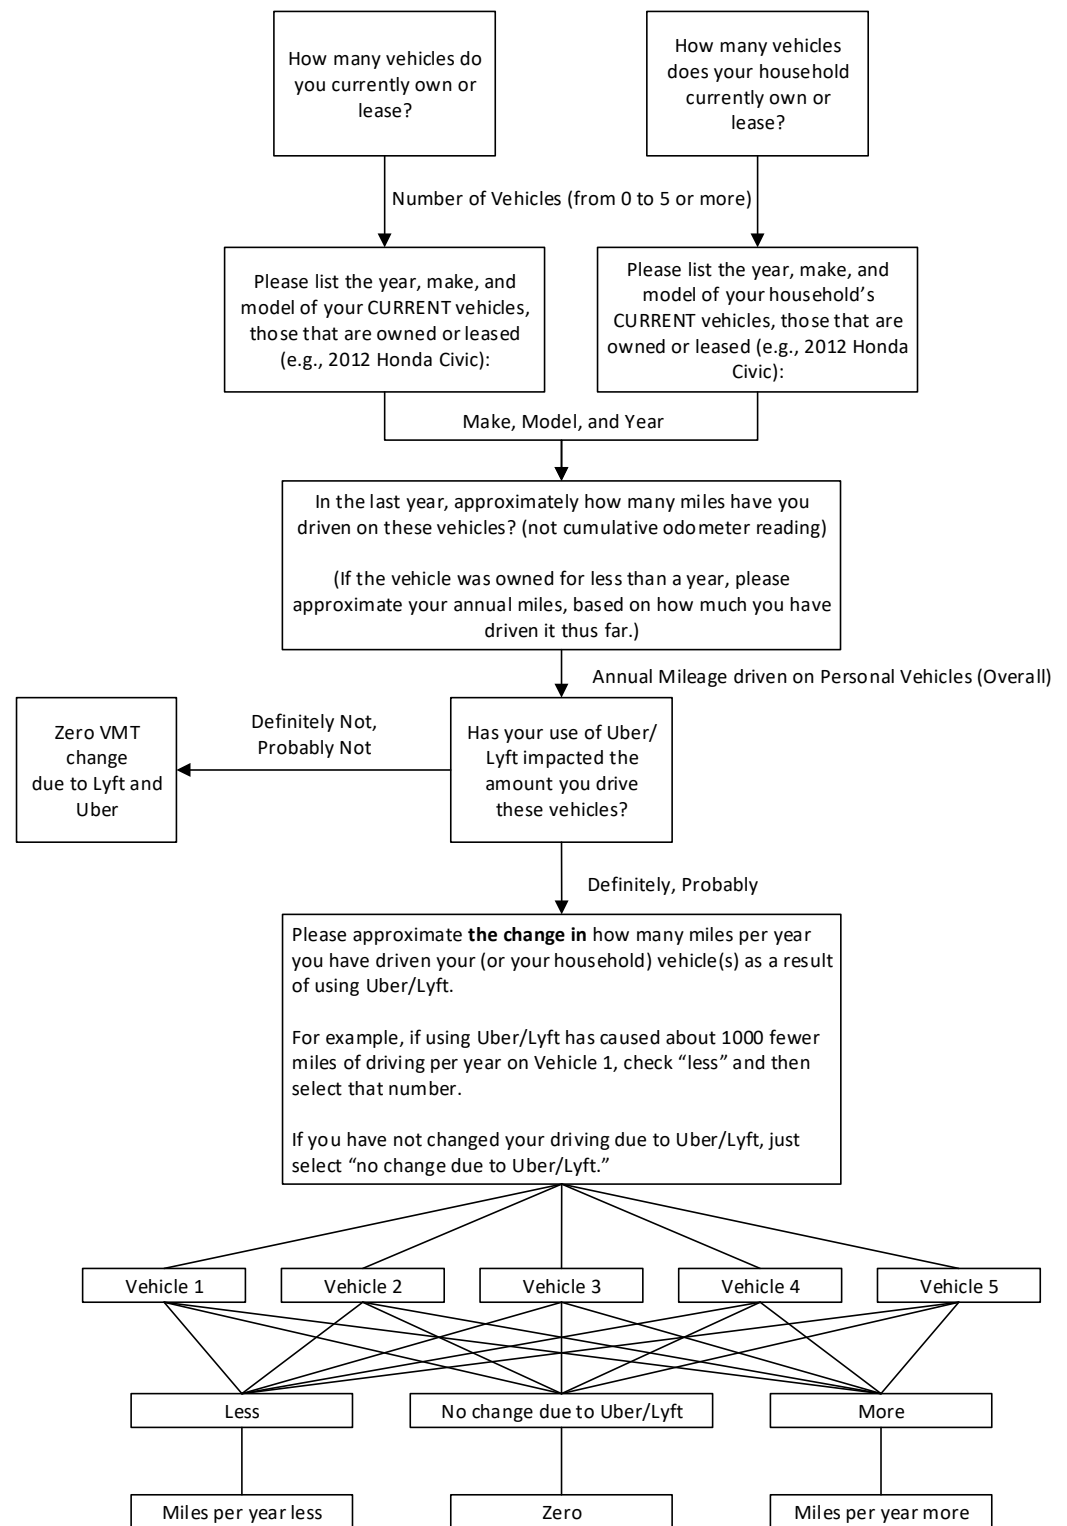 How many vehicles do
you currently own or
lease?
How many vehicles
does your household
currently own or
lease?
Number of Vehicles (from 0 to 5 or more)
Please list the year, make, and
model of your CURRENT vehicles,
those that are owned or leased
(e.g., 2012 Honda Civic):
Please list the year, make, and
model of your household’s
CURRENT vehicles, those that are
owned or leased (e.g., 2012 Honda
Civic):
Make, Model, and Year
In the last year, approximately how many miles have you
driven on these vehicles? (not cumulative odometer reading)
(If the vehicle was owned for less than a year, please
approximate your annual miles, based on how much you have
driven it thus far.)
Annual Mileage driven on Personal Vehicles (Overall)
Zero VMT
change
due to Lyft and
Uber
Definitely Not,
Probably Not
Has your use of Uber/
Lyft impacted the
amount you drive
these vehicles?
Definitely, Probably
Please approximate the change in how many miles per year
you have driven your (or your household) vehicle(s) as a result
of using Uber/Lyft.
For example, if using Uber/Lyft has caused about 1000 fewer
miles of driving per year on Vehicle 1, check “less” and then
select that number.
If you have not changed your driving due to Uber/Lyft, just
select “no change due to Uber/Lyft.”
Vehicle 1
Vehicle 2
Vehicle 3
Vehicle 4
Vehicle 5
Less
No change due to Uber/Lyft
More
Miles per year less
Zero
Miles per year more